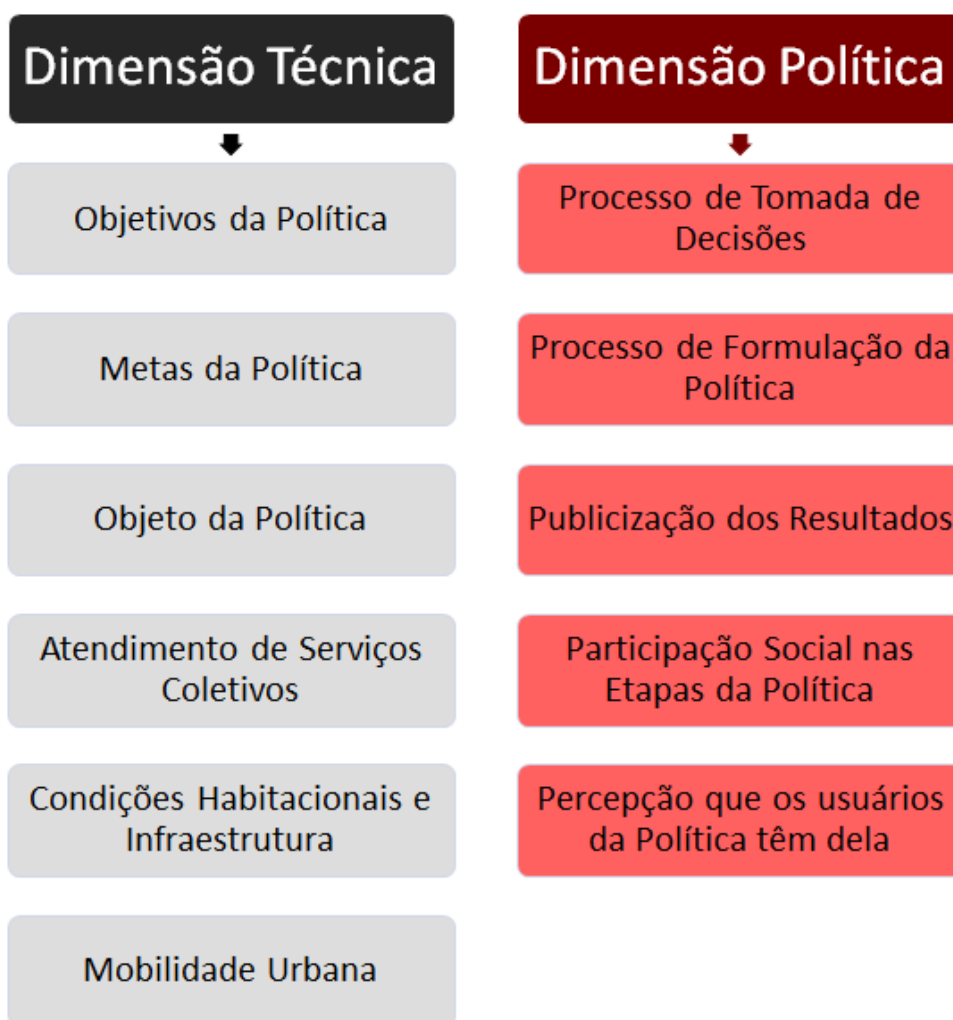 Dimensão Técnica
Objetivos da Política
Metas da Política
Objeto da Política
Atendimento de Serviços
Coletivos
Condições Habitacionais e
Infraestrutura
Mobilidade Urbana
Dimensão Política
Processo de Tomada de
Decisões
Processo de Formulação da
Política
Publicização dos Resultados
Participação Social nas
Etapas da Política
Percepção que os usuários
da Política têm dela